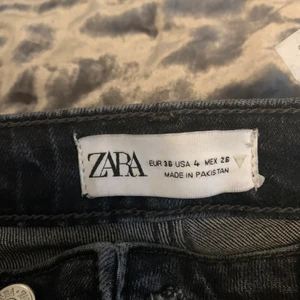 ZARA
EUR 36 USA 4 MEX 26
MADE IN PAKISTAN